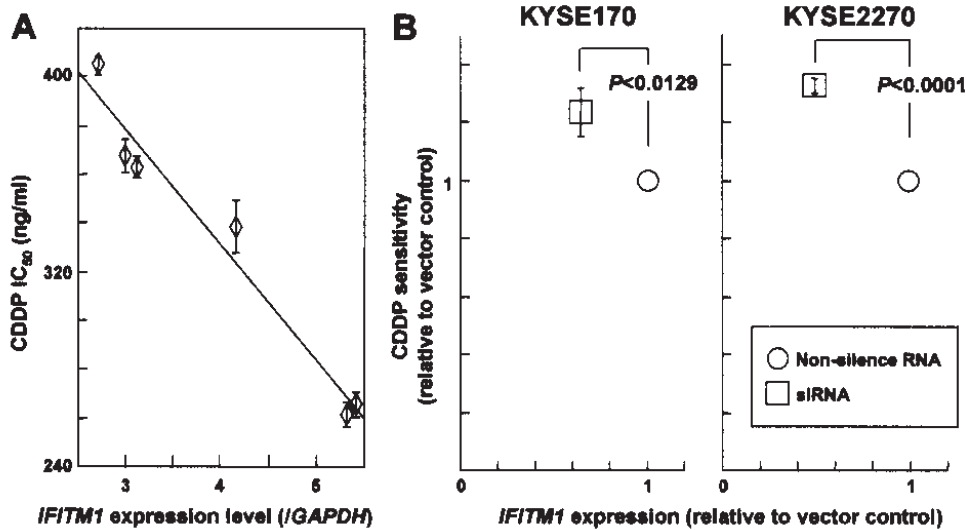 A
CDDP IC50 (ng/ml)
400
320
240
3
4
5
6
IFITM1 expression level (/GAPDH)
B
KYSE170
KYSE2270
P<0.0129
P<0.0001
CDDP sensitivity
(relative to vector control)
1
Non-silence RNA
siRNA
0
1
0
1
IFITM1 expression (relative to vector control)